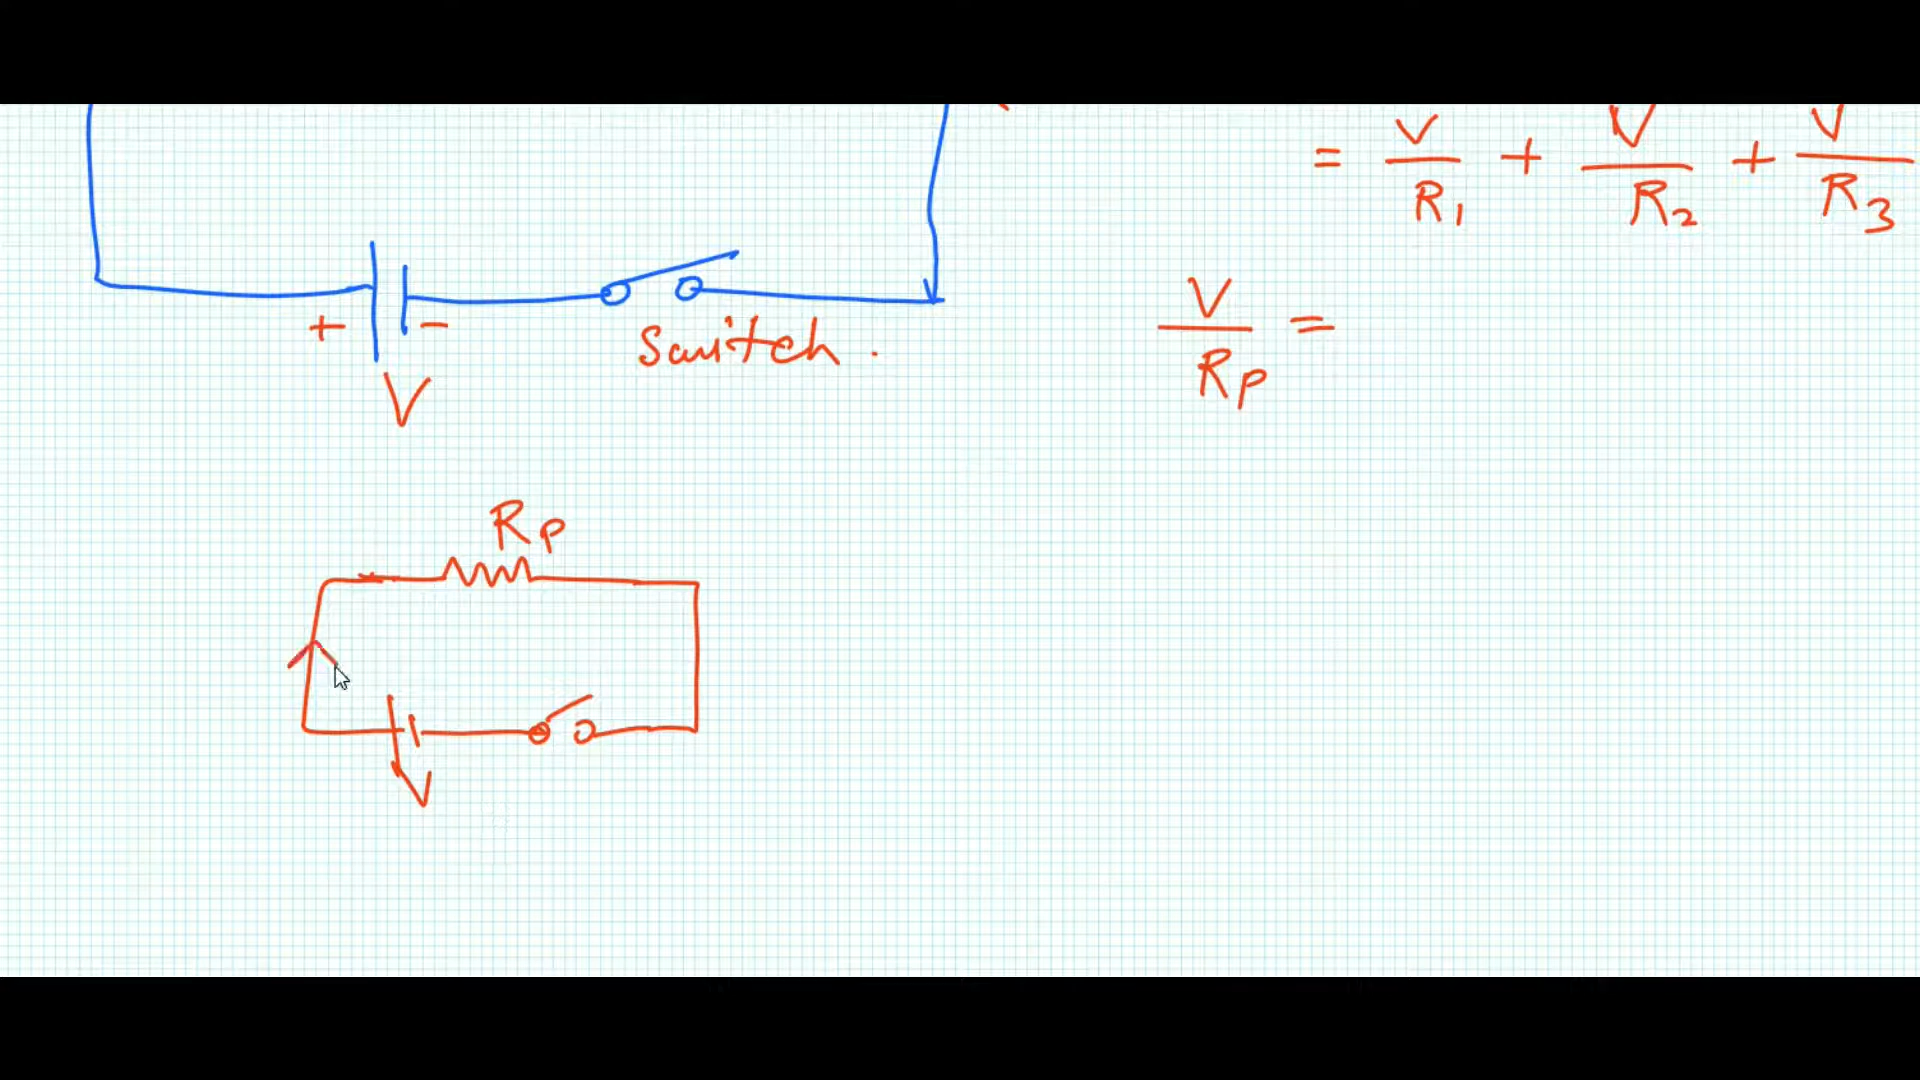 = V/R1 + V/R2 + V/R3
V/Rp =
+ −
Switch .
V
Rp
V